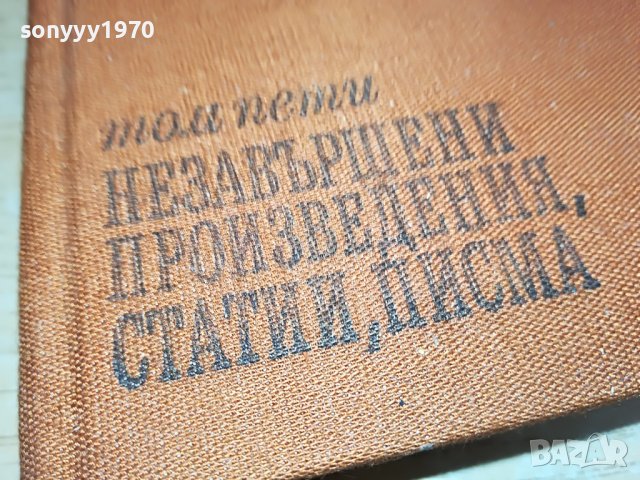 sonyyy1970
том пети
НЕЗАВЪРШЕНИ
ПРОИЗВЕДЕНИЯ,
СТАТИИ, ПИСМА
BAZAR